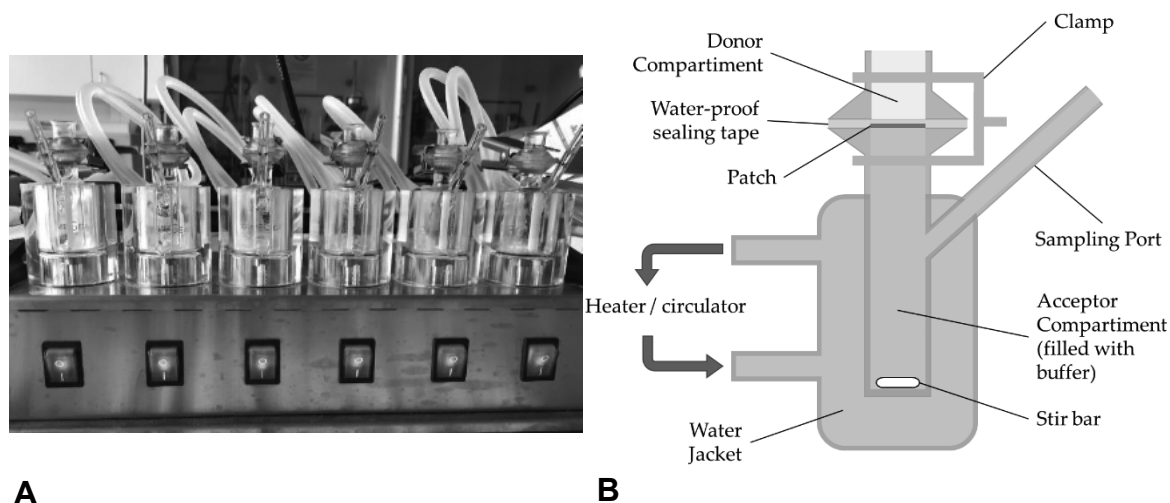 Donor
Compartiment
Clamp
Water-proof
sealing tape
Patch
Sampling Port
Heater / circulator
Acceptor
Compartiment
(filled with
buffer)
Stir bar
Water
Jacket
A
B